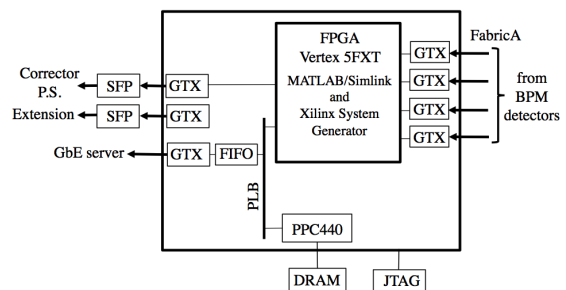 FPGA
Vertex 5FXT
MATLAB/Simlink
and
Xilinx System
Generator
Corrector
P.S.
SFP
GTX
Extension
SFP
GTX
GbE server
GTX
FIFO
PLB
PPC440
DRAM
JTAG
FabricA
GTX
GTX
GTX
GTX
from
BPM
detectors